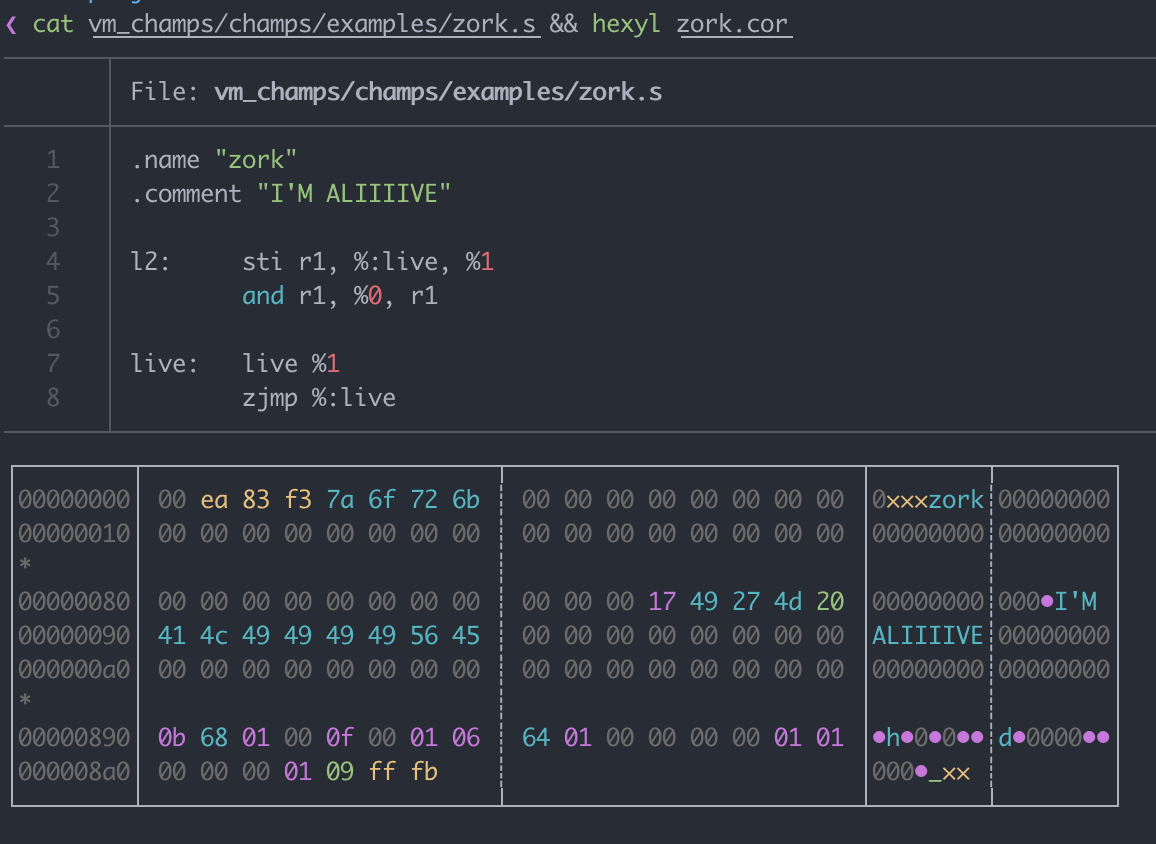 ❮ cat vm_champs/champs/examples/zork.s && hexyl zork.cor
File: vm_champs/champs/examples/zork.s
1 .name "zork"
2 .comment "I'M ALIIIIVE"
3
4 l2: sti r1, %:live, %1
5 and r1, %0, r1
6
7 live: live %1
8 zjmp %:live
00000000 00 ea 83 f3 7a 6f 72 6b 00 00 00 00 00 00 00 00 0xxxzork 00000000
00000010 00 00 00 00 00 00 00 00 00 00 00 00 00 00 00 00 00000000 00000000
*
00000080 00 00 00 00 00 00 00 00 00 00 00 17 49 27 4d 20 00000000 000•I'M
00000090 41 4c 49 49 49 49 56 45 00 00 00 00 00 00 00 00 ALIIIIVE 00000000
000000a0 00 00 00 00 00 00 00 00 00 00 00 00 00 00 00 00 00000000 00000000
*
00000890 0b 68 01 00 0f 00 01 06 64 01 00 00 00 00 01 01 •h•0•0•• d•0000••
000008a0 00 00 00 01 09 ff fb 000•_xx